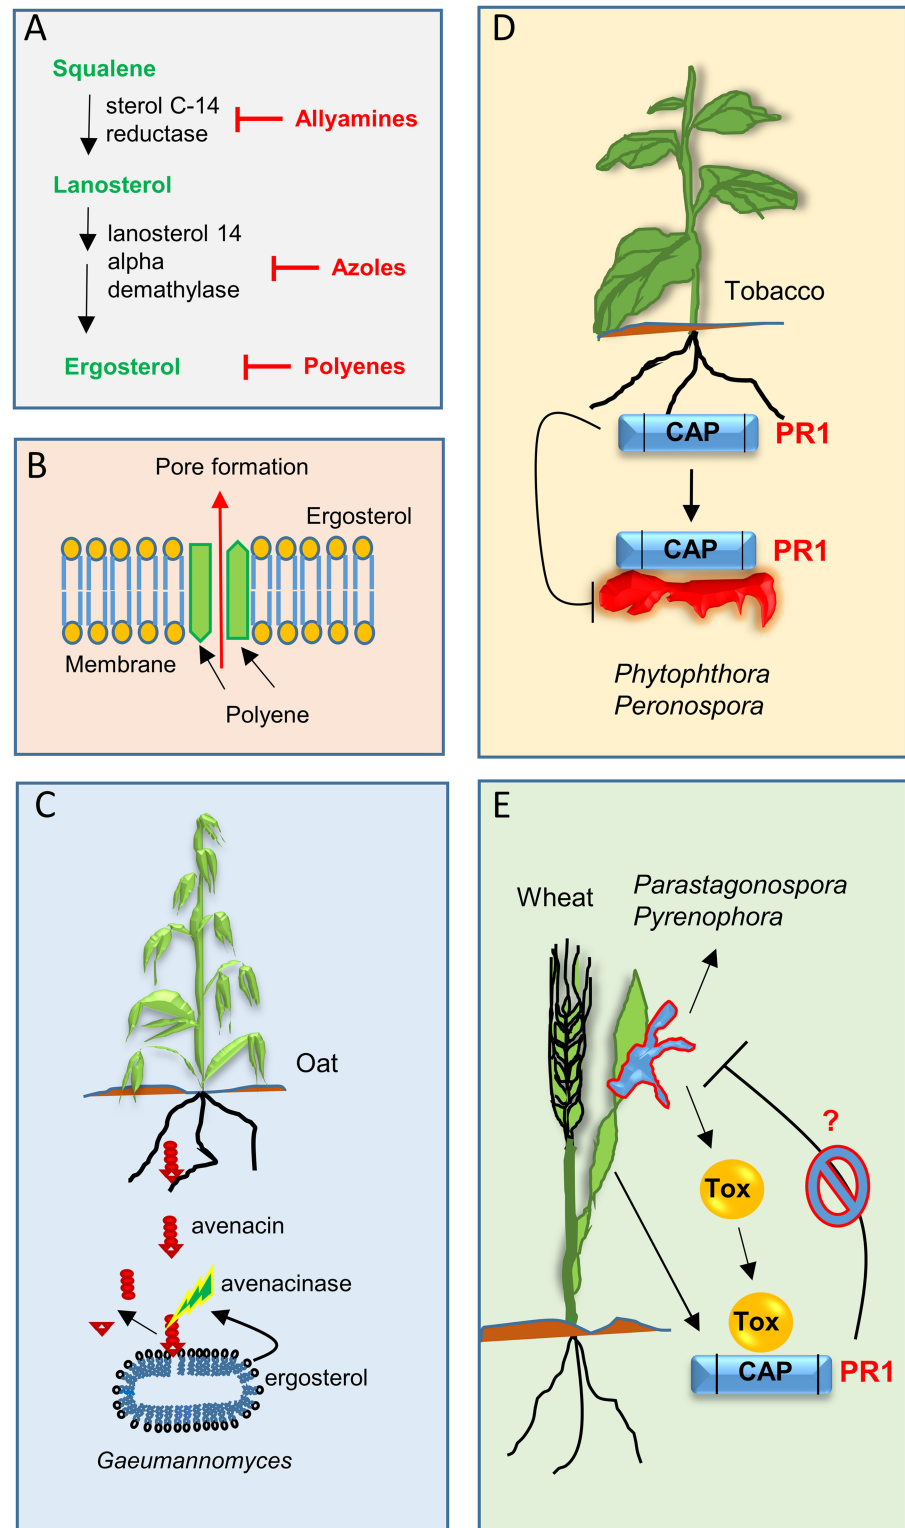 A
Squalene
sterol C-14
reductase
Allyamines
Lanosterol
lanosterol 14
alpha
demathylase
Azoles
Ergosterol
Polyenes
B
Pore formation
Ergosterol
Membrane
Polyene
C
Oat
avenacin
avenacinase
ergosterol
Gaeumannomyces
D
Tobacco
CAP
PR1
CAP
PR1
Phytophthora
Peronospora
E
Wheat
Parastagonospora
Pyrenophora
?
Tox
Tox
CAP
PR1